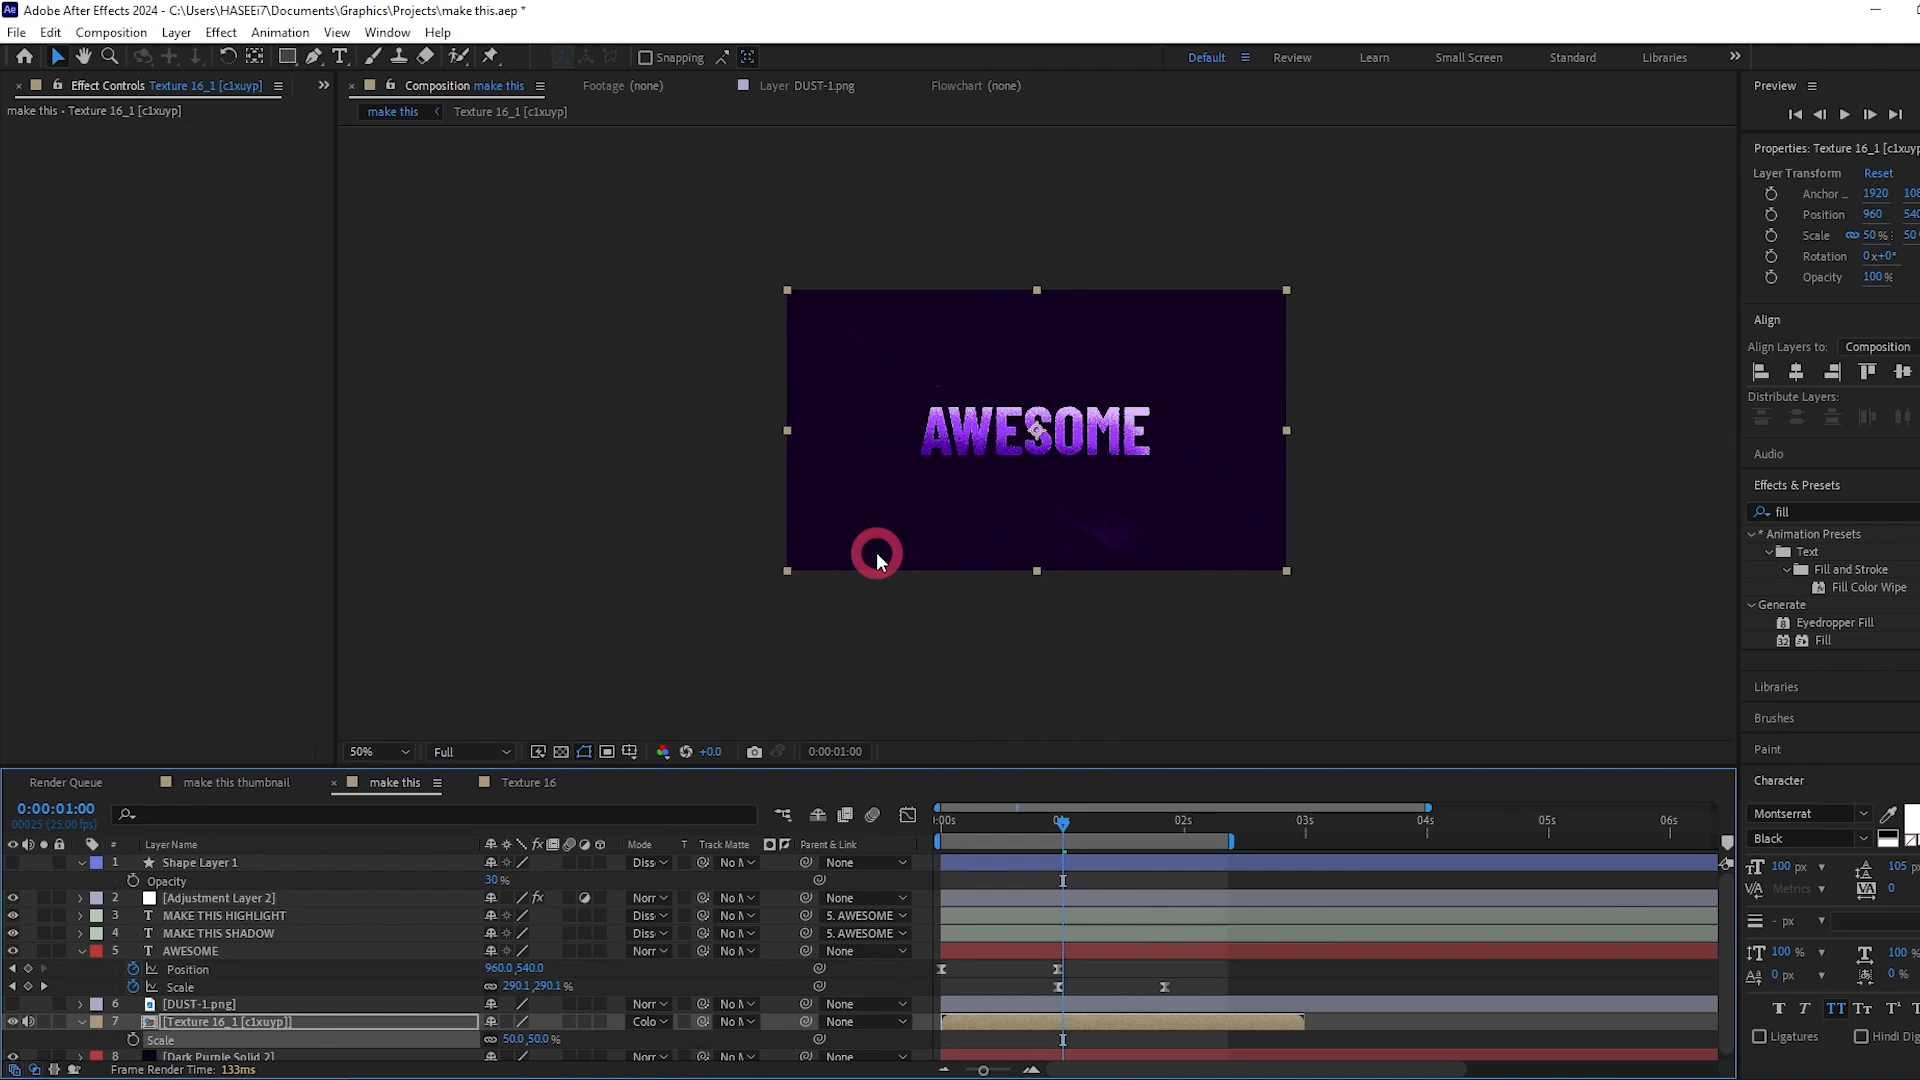 Adobe After Effects 2024 - C:\Users\HASEEi7\Documents\Graphics\Projects\make this.aep *
File Edit Composition Layer Effect Animation View Window Help
Snapping
Default Review Learn Small Screen Standard Libraries
Effect Controls Texture 16_1 [c1xuyp]
Composition make this
Footage (none)
Layer DUST-1.png
Flowchart (none)
Preview
make this • Texture 16_1 [c1xuyp]
make this
Texture 16_1 [c1xuyp]
Properties: Texture 16_1 [c1xuyp
Layer Transform Reset
Anchor .. 1920 108
Position 960 540
Scale 50 % 50
Rotation 0x+0°
Opacity 100 %
Align
Align Layers to: Composition
Distribute Layers:
Audio
Effects & Presets
fill
* Animation Presets
Text
Fill and Stroke
Fill Color Wipe
Generate
Eyedropper Fill
Fill
Libraries
Brushes
Paint
Character
Montserrat
Black
100 px 105 px
Metrics 0
- px
100 % 100 %
0 px 0 %
TT Tr
Ligatures Hindi Dig
AWESOME
50% Full +0.0 0:00:01:00
Render Queue make this thumbnail make this Texture 16
0:00:01:00
00025 (25.00 fps)
:00s 02s 03s 04s 05s 06s
# Layer Name Mode T Track Matte Parent & Link
1 Shape Layer 1 Diss No M None
Opacity 30 %
2 [Adjustment Layer 2] Norr No M None
3 T MAKE THIS HIGHLIGHT Diss No M 5. AWESOME
4 T MAKE THIS SHADOW Diss No M 5. AWESOME
5 T AWESOME Norr No M None
Position 960.0,540.0
Scale 290.1,290.1 %
6 [DUST-1.png] Norr No M None
7 [Texture 16_1 [c1xuyp]] Colo No M None
Scale 50.0,50.0 %
8 [Dark Purple Solid 2] Norr No M None
Frame Render Time: 133ms